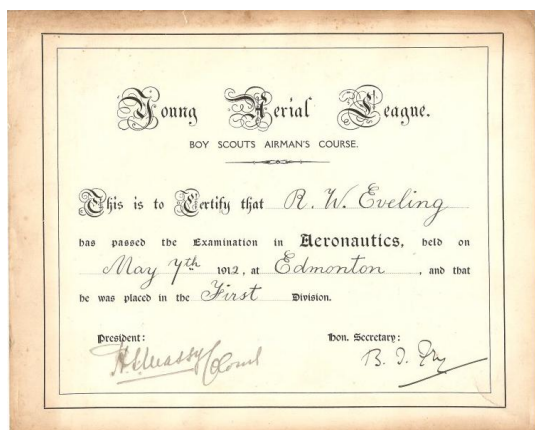 Young Aerial League.
BOY SCOUTS AIRMAN'S COURSE.
This is to Certify that R. W. Eveling
has passed the Examination in Aeronautics, held on
May 7th 1912, at Edmonton, and that
he was placed in the First Division.
President: Hon. Secretary:
H.S. Massy Colonel